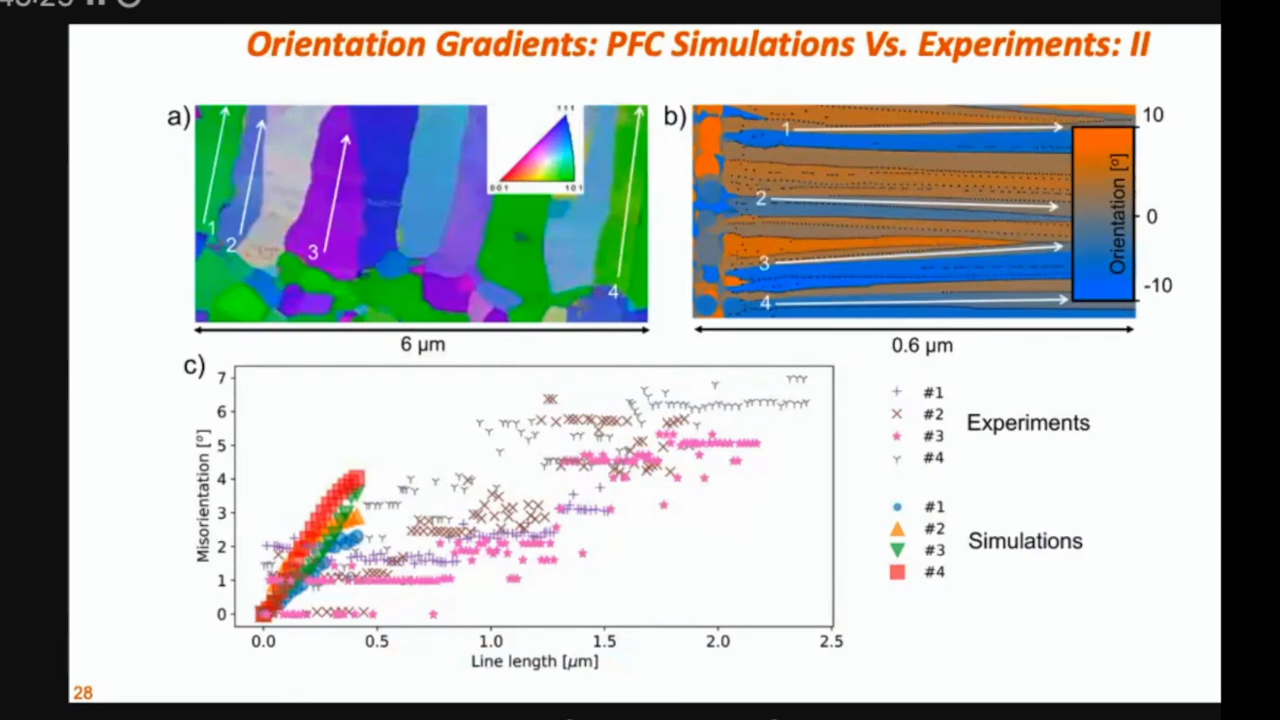 Orientation Gradients: PFC Simulations Vs. Experiments: II
a)
111
001
101
1
2
3
4
6 μm
b)
1
2
3
4
10
0
-10
Orientation [º]
0.6 μm
c)
7
6
5
4
3
2
1
0
Misorientation [º]
0.0 0.5 1.0 1.5 2.0 2.5
Line length [μm]
#1
#2
#3
#4
Experiments
#1
#2
#3
#4
Simulations
28